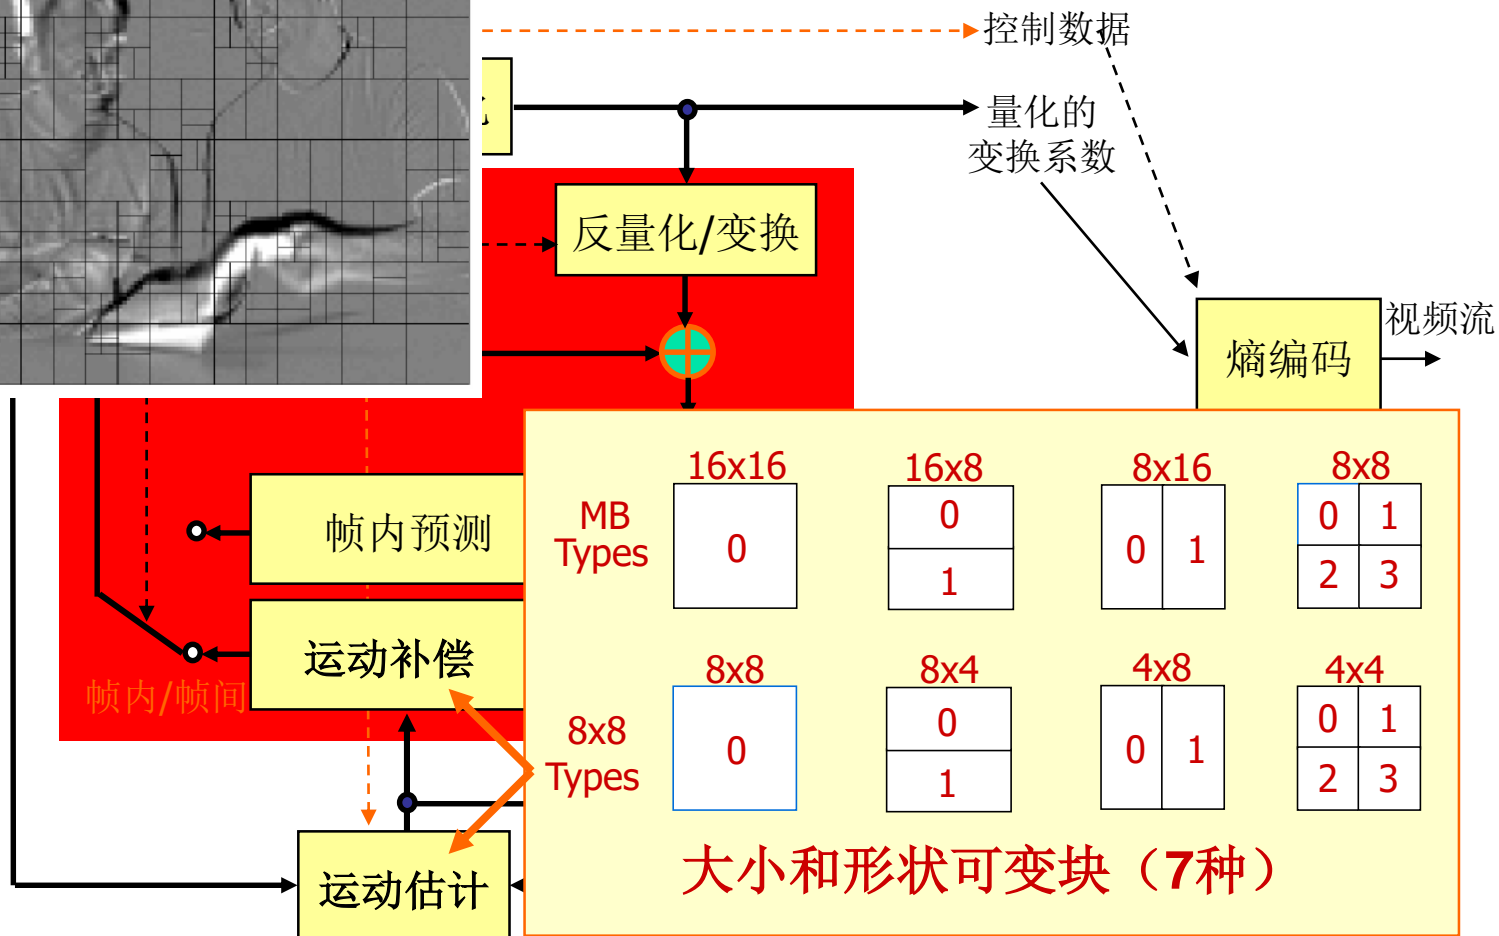 控制数据
量化的
变换系数
反量化/变换
视频流
熵编码
帧内预测
运动补偿
帧内/帧间
运动估计
16x16
16x8
8x16
8x8
MB
Types
0
0
1
0
1
0
1
2
3
8x8
8x4
4x8
4x4
8x8
Types
0
0
1
0
1
0
1
2
3
大小和形状可变块（7种）